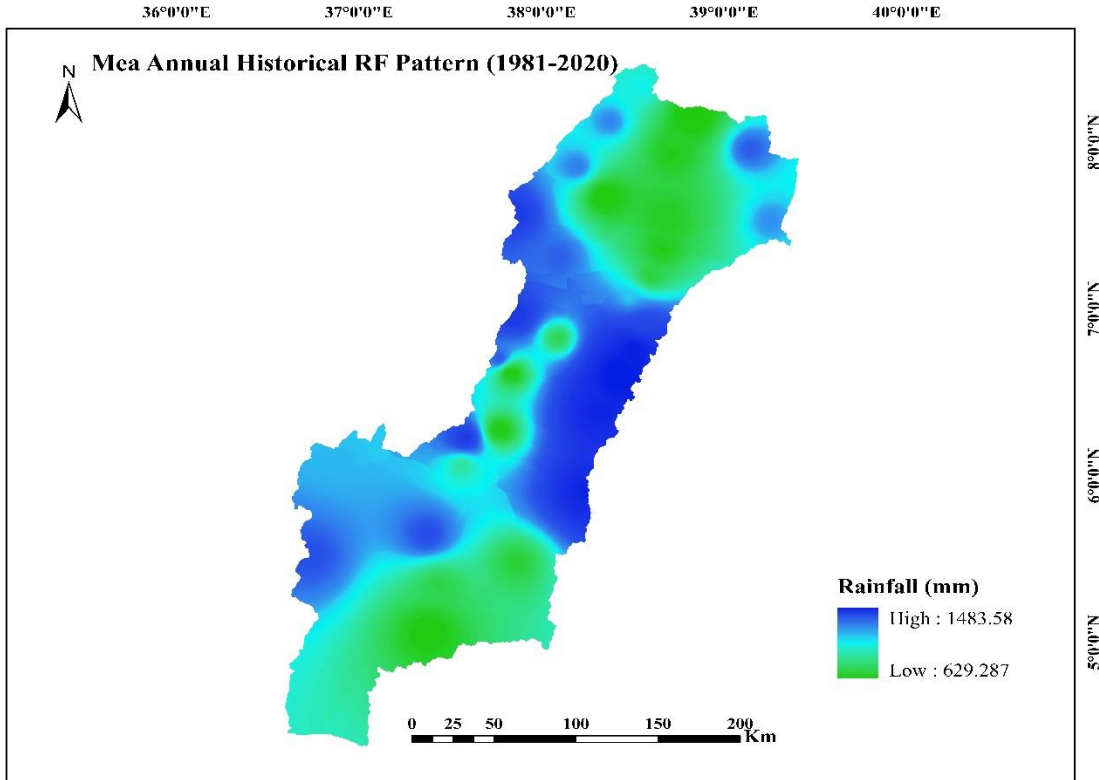 36°0'0"E 37°0'0"E 38°0'0"E 39°0'0"E 40°0'0"E
N
Mea Annual Historical RF Pattern (1981-2020)
8°0'0"N
7°0'0"N
6°0'0"N
5°0'0"N
Rainfall (mm)
High : 1483.58
Low : 629.287
0 25 50 100 150 200
Km